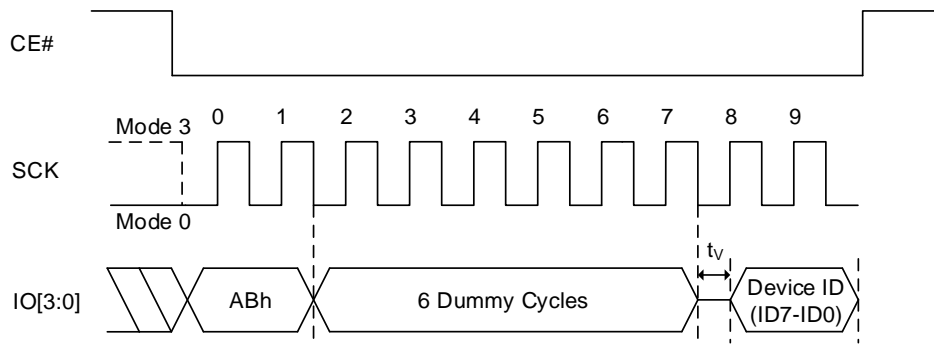 CE#
0 1 2 3 4 5 6 7 8 9
Mode 3
SCK
Mode 0
tV
IO[3:0]
ABh
6 Dummy Cycles
Device ID
(ID7-ID0)